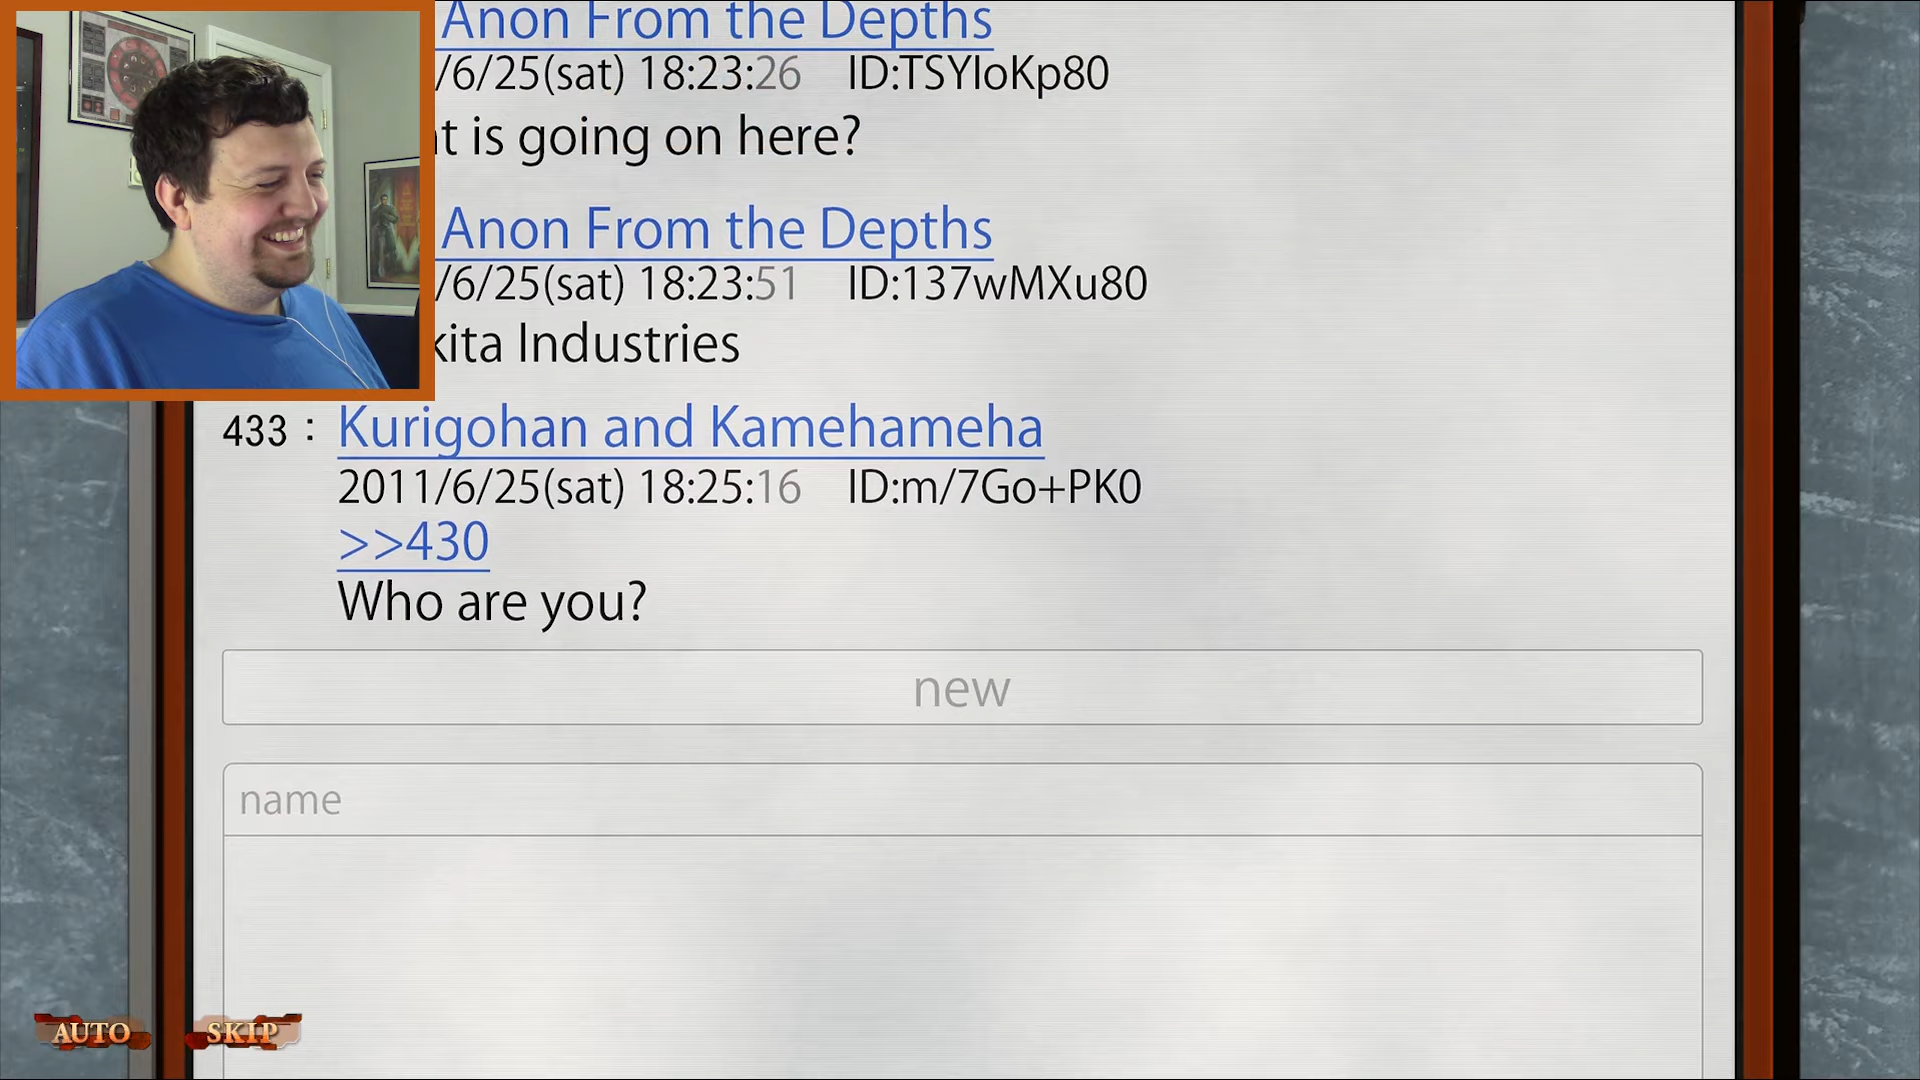 Anon From the Depths
/6/25(sat) 18:23:26 ID:TSYIoKp80
t is going on here?
Anon From the Depths
/6/25(sat) 18:23:51 ID:137wMXu80
kita Industries
433 : Kurigohan and Kamehameha
2011/6/25(sat) 18:25:16 ID:m/7Go+PK0
>>430
Who are you?
new
name
AUTO SKIP